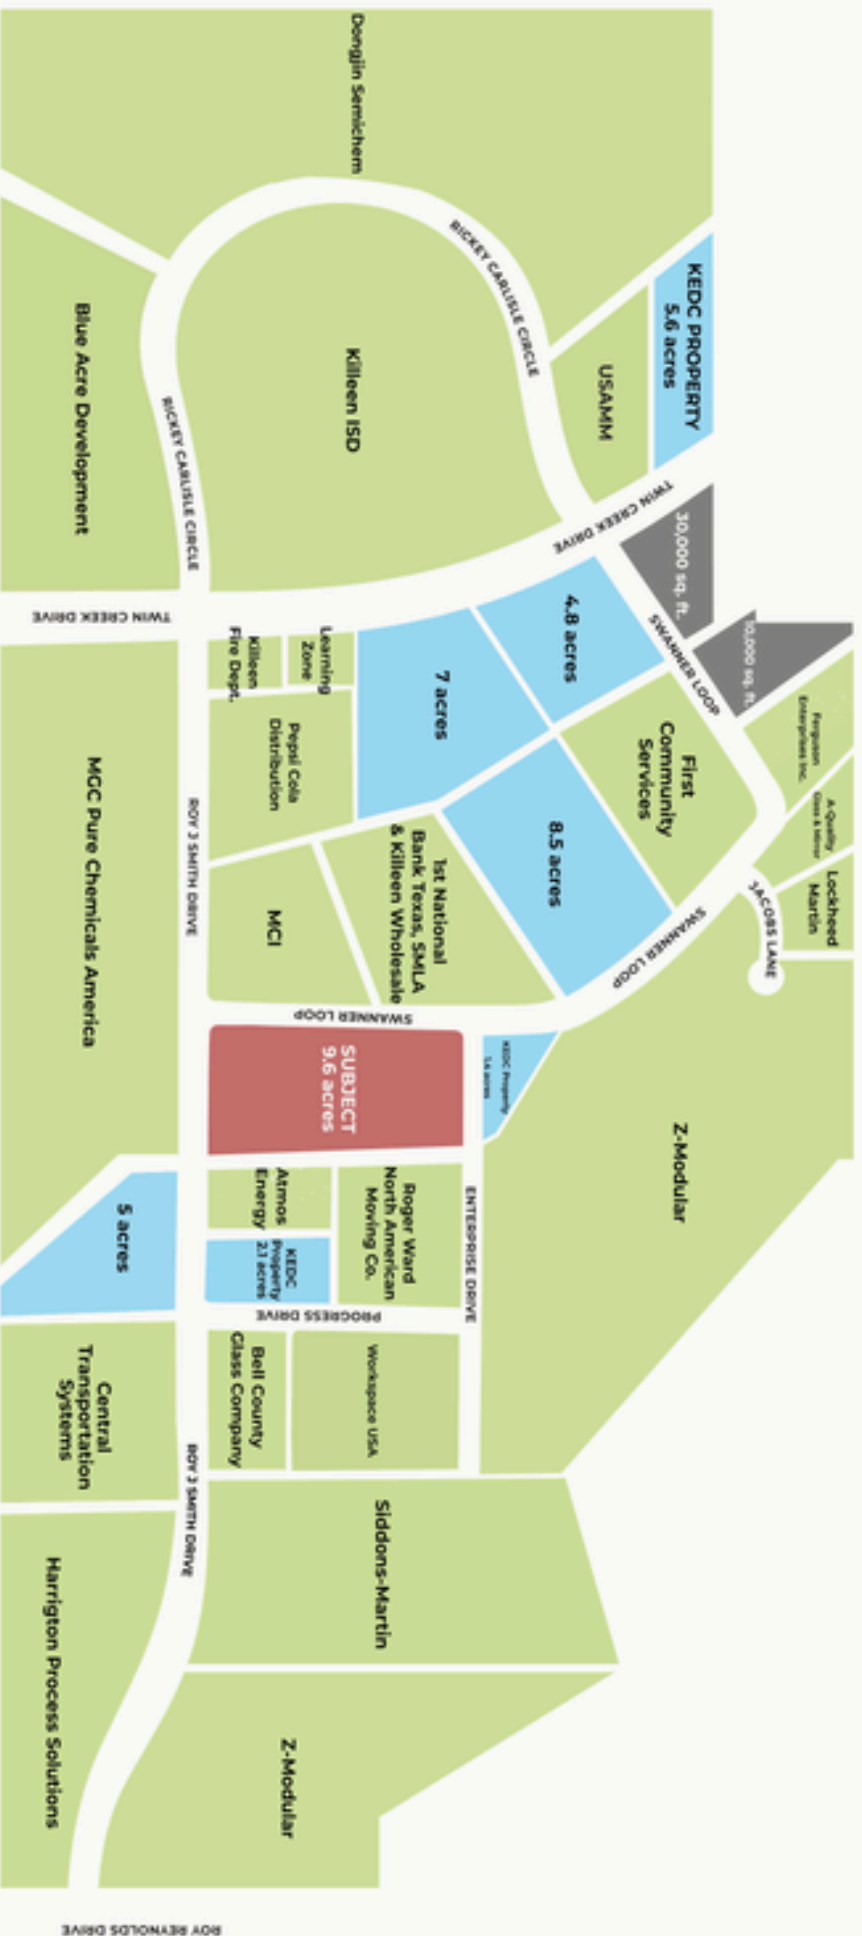 Dongjin Semichem
RICKEY CARLISLE CIRCLE
KEDC PROPERTY
5.6 acres
USAMM
Killeen ISD
Blue Acre Development
RICKEY CARLISLE CIRCLE
TWIN CREEK DRIVE
30,000 sq. ft.
TWIN CREEK DRIVE
4.8 acres
SWANNER LOOP
10,000 sq. ft.
Ferguson
Enterprises Inc.
A-Quality
Glass & Mirror
Lockheed
Martin
JACOBS LANE
Killeen
Fire Dept.
Learning
Zone
7 acres
First
Community
Services
Pepsi Cola
Distribution
8.5 acres
1st National
Bank Texas, SMLA
& Killeen Wholesale
MCI
MGC Pure Chemicals America
ROY J SMITH DRIVE
SWANNER LOOP
SWANNER LOOP
SUBJECT
9.6 acres
KEDC Property
1.4 acres
Z-Modular
Atmos
Energy
Roger Ward
North American
Moving Co.
ENTERPRISE DRIVE
5 acres
KEDC
Property
2.1 acres
PROGRESS DRIVE
Bell County
Glass Company
Workspace USA
Central
Transportation
Systems
ROY J SMITH DRIVE
Siddons-Martin
Harrigton Process Solutions
Z-Modular
ROY REYNOLDS DRIVE